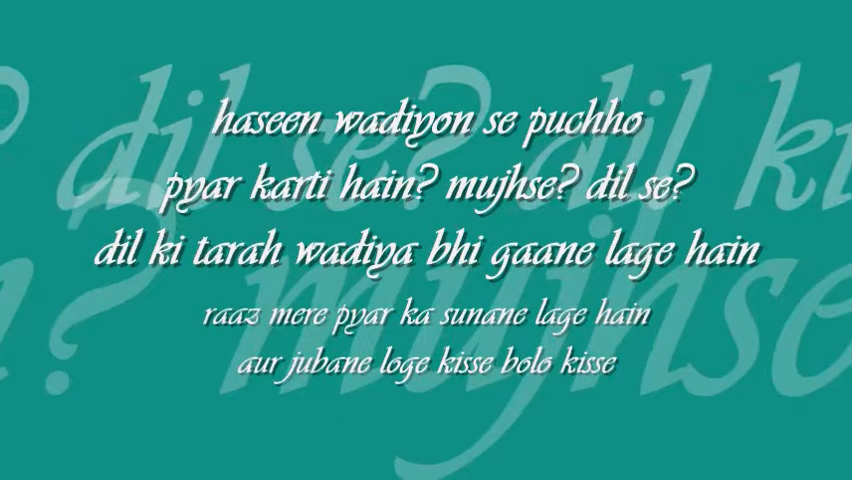 haseen wadiyon se puchho
pyar karti hain? mujhse? dil se?
dil ki tarah wadiya bhi gaane lage hain
raaz mere pyar ka sunane lage hain
aur jubane loge kisse bolo kisse